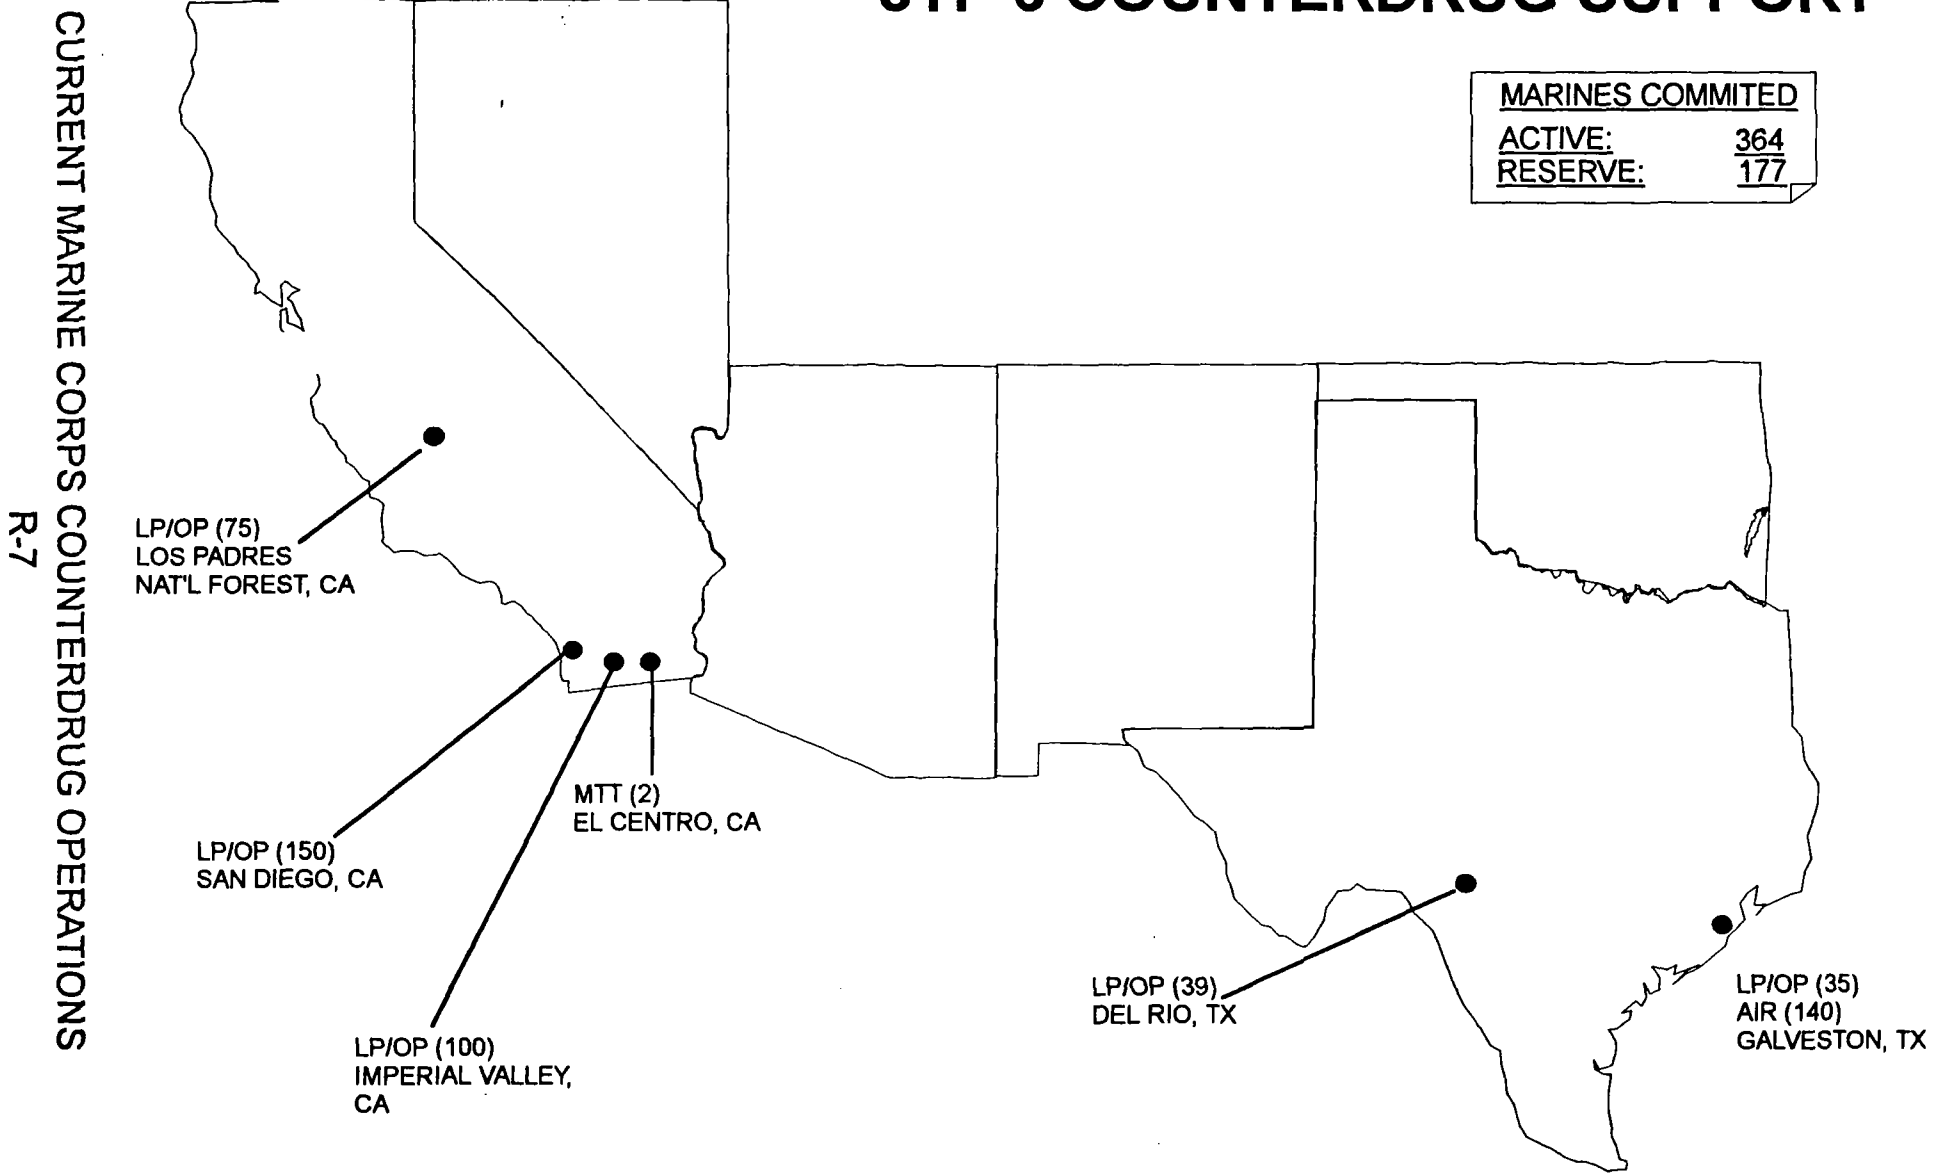 COUNTERDRUG SUPPORT
MARINES COMMITED
ACTIVE: 364
RESERVE: 177
CURRENT MARINE CORPS COUNTERDRUG OPERATIONS
R-7
LP/OP (75)
LOS PADRES
NAT'L FOREST, CA
LP/OP (150)
SAN DIEGO, CA
MTT (2)
EL CENTRO, CA
LP/OP (100)
IMPERIAL VALLEY,
CA
LP/OP (39)
DEL RIO, TX
LP/OP (35)
AIR (140)
GALVESTON, TX